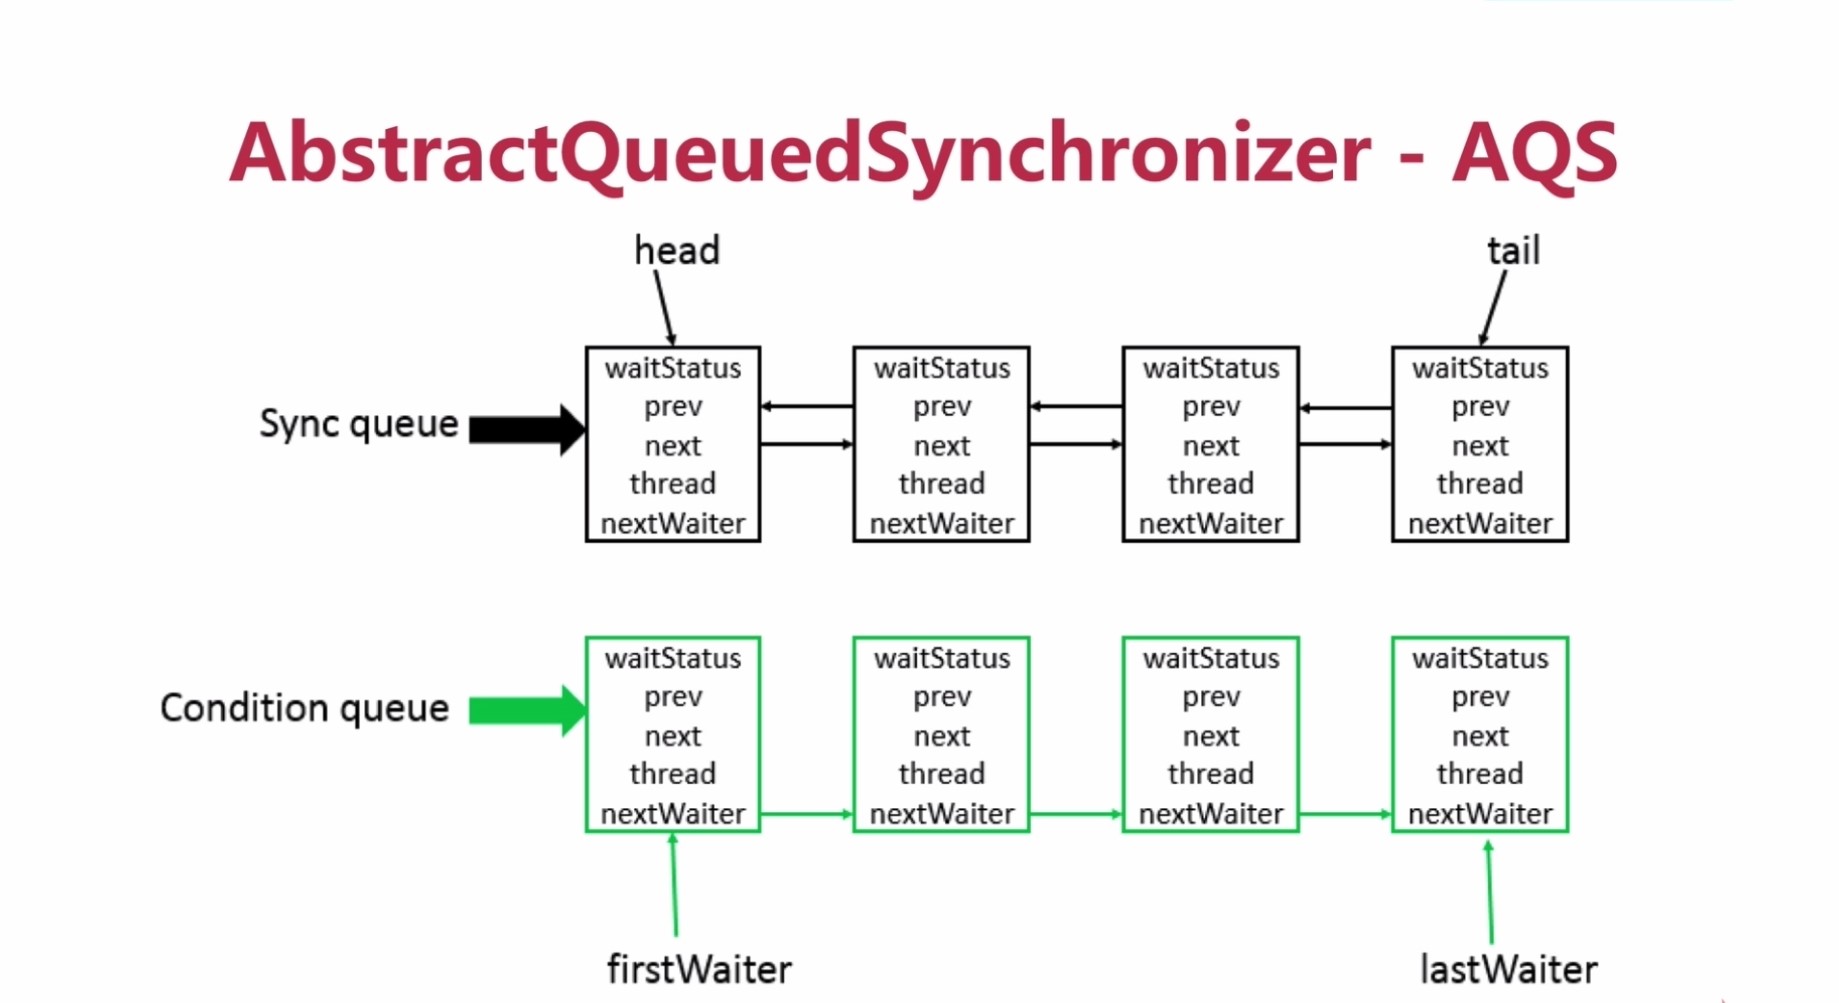 AbstractQueuedSynchronizer - AQS
head
tail
Sync queue
waitStatus
prev
next
thread
nextWaiter
waitStatus
prev
next
thread
nextWaiter
waitStatus
prev
next
thread
nextWaiter
waitStatus
prev
next
thread
nextWaiter
Condition queue
waitStatus
prev
next
thread
nextWaiter
waitStatus
prev
next
thread
nextWaiter
waitStatus
prev
next
thread
nextWaiter
waitStatus
prev
next
thread
nextWaiter
firstWaiter
lastWaiter